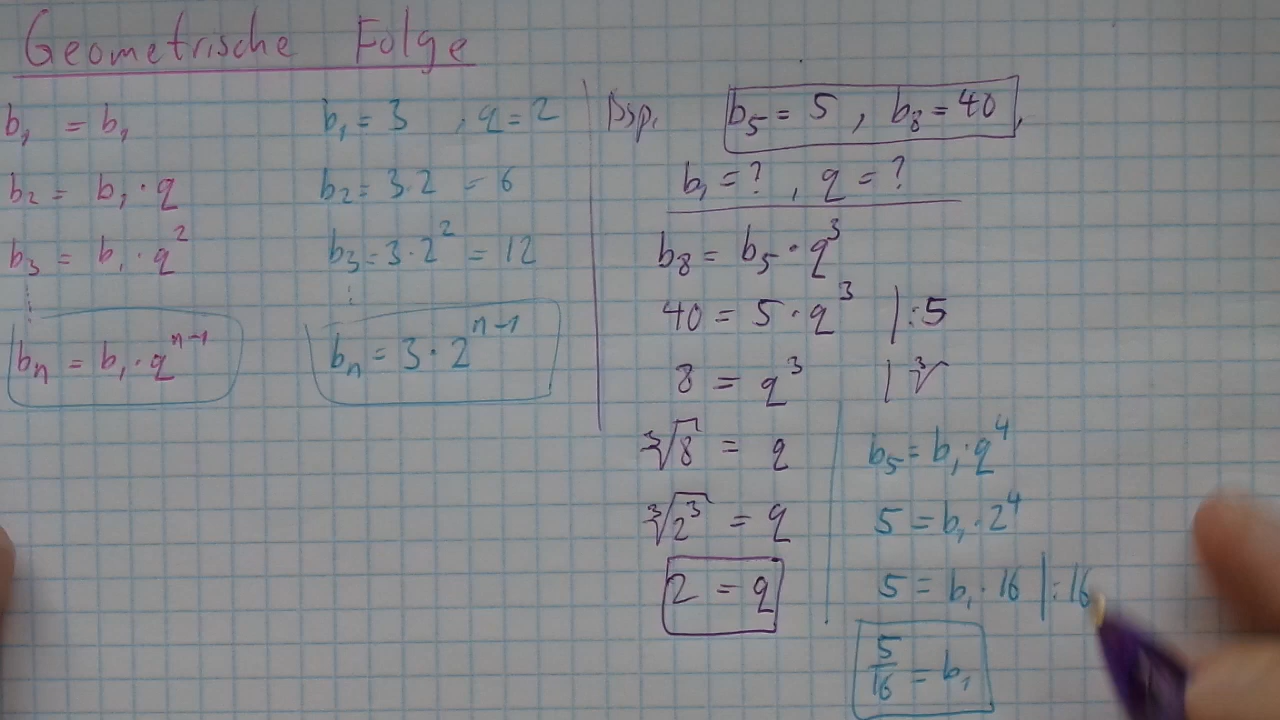 Geometrische Folge
b₁ = b₁
b₂ = b₁ · q
b₃ = b₁ · q²
⋮
bₙ = b₁ · qⁿ⁻¹
b₁ = 3 , q = 2
b₂ = 3·2 = 6
b₃ = 3·2² = 12
⋮
bₙ = 3 · 2ⁿ⁻¹
Bsp. b₅ = 5 , b₈ = 40,
b₁ = ? , q = ?
b₈ = b₅ · q³
40 = 5 · q³ |:5
8 = q³ | ³√
³√8 = q
³√2³ = q
2 = q
b₅ = b₁ · q⁴
5 = b₁ · 2⁴
5 = b₁ · 16 |:16
5/16 = b₁